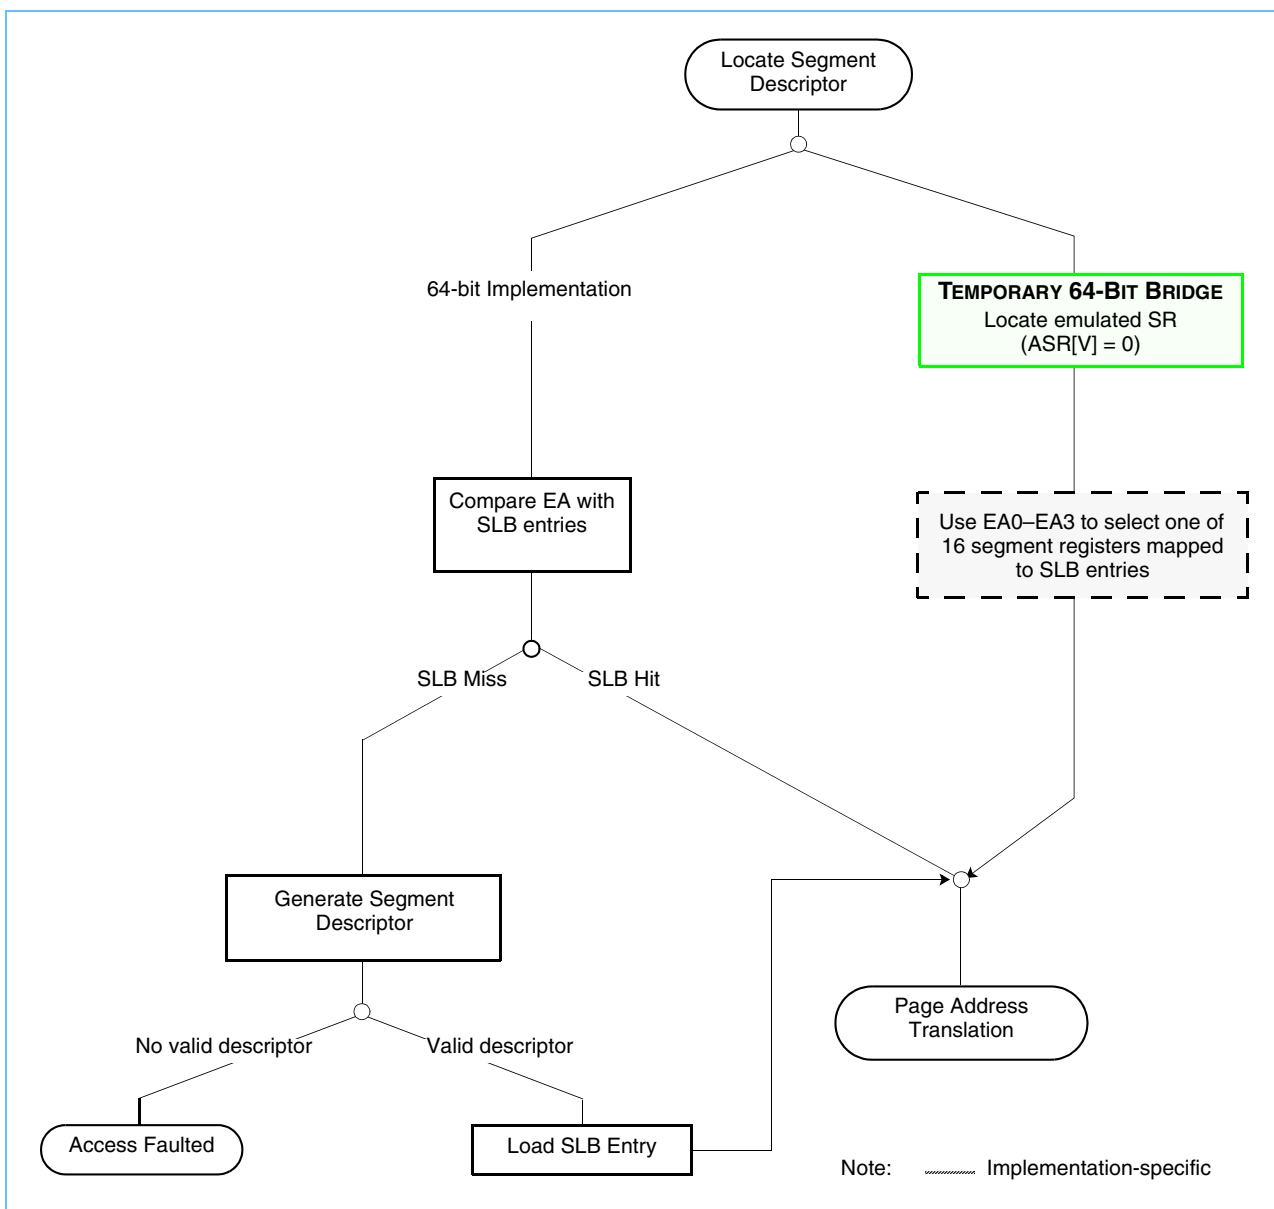 Locate Segment
Descriptor
64-bit Implementation
TEMPORARY 64-BIT BRIDGE
Locate emulated SR
(ASR[V] = 0)
Compare EA with
SLB entries
Use EA0–EA3 to select one of
16 segment registers mapped
to SLB entries
SLB Miss
SLB Hit
Generate Segment
Descriptor
No valid descriptor
Valid descriptor
Page Address
Translation
Access Faulted
Load SLB Entry
Note: Implementation-specific